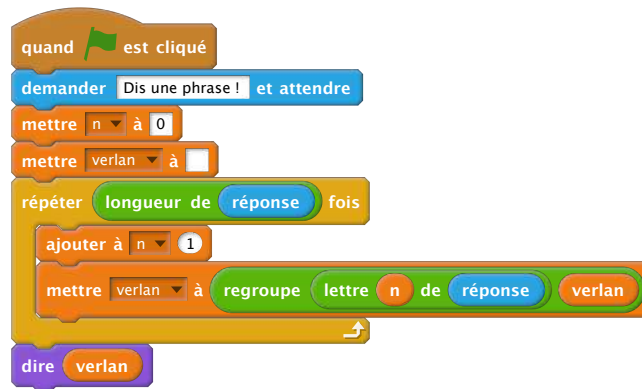 quand est cliqué
demander Dis une phrase ! et attendre
mettre n à 0
mettre verlan à
répéter longueur de réponse fois
ajouter à n 1
mettre verlan à regroupe lettre n de réponse verlan
dire verlan